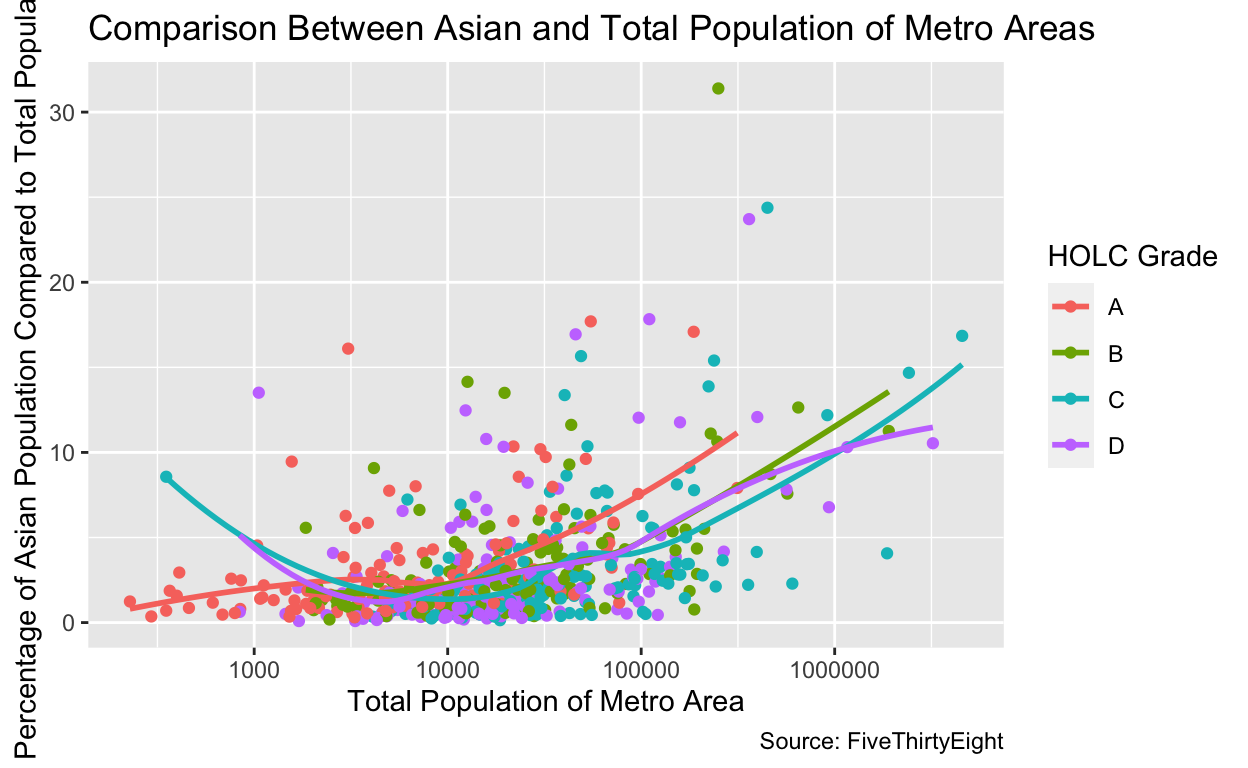 Comparison Between Asian and Total Population of Metro Areas
Percentage of Asian Population Compared to Total
30
20
10
0
1000
10000
100000
1000000
Total Population of Metro Area
HOLC Grade
A
B
C
D
Source: FiveThirtyEight